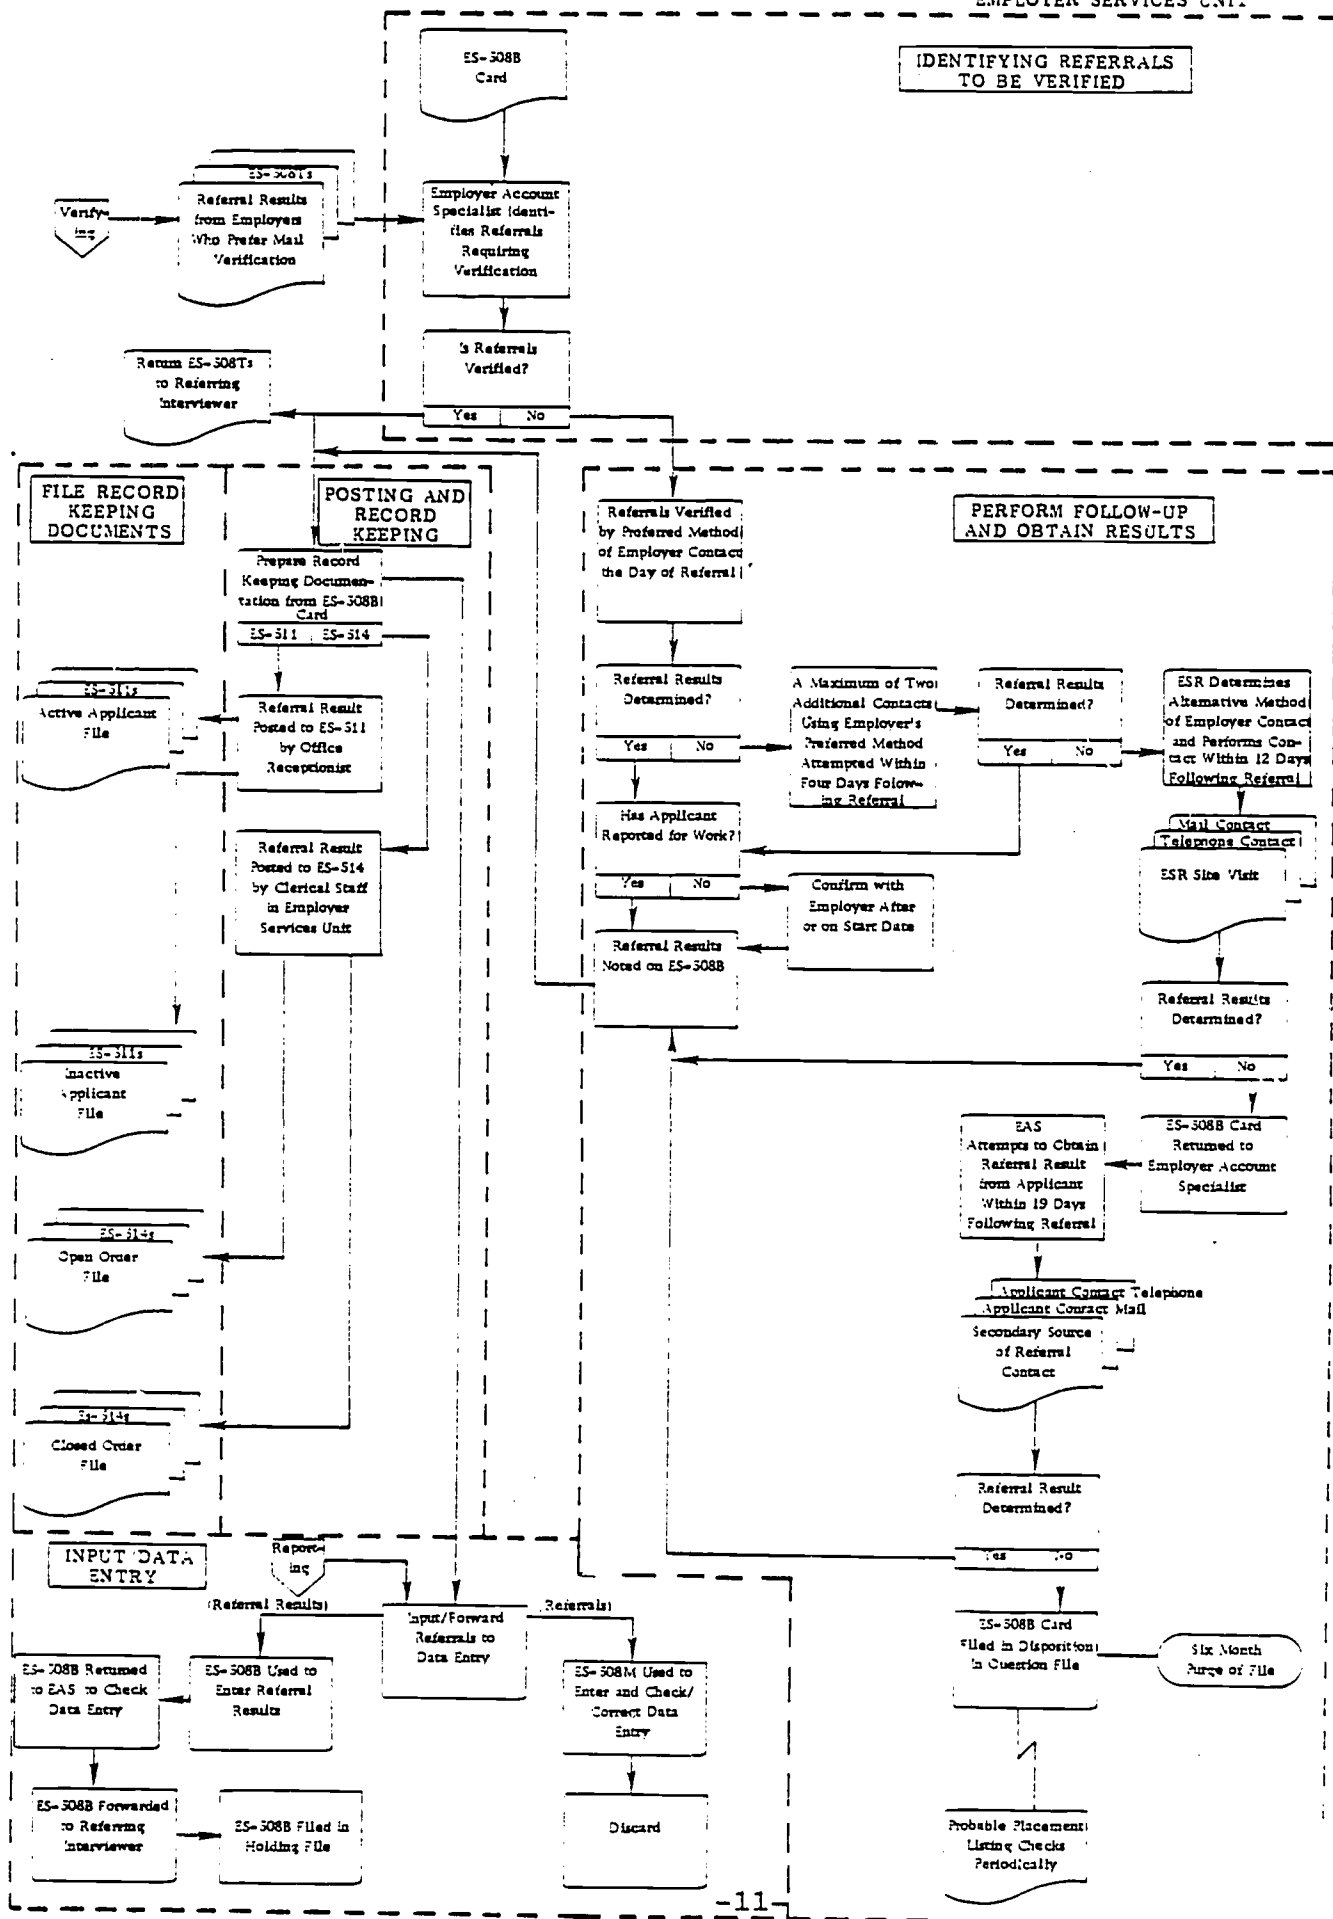 EMPLOYER SERVICES UNIT
IDENTIFYING REFERRALS
TO BE VERIFIED
ES-508B
Card
Verify-
ing
ES-508Ts
Referral Results
from Employers
Who Prefer Mail
Verification
Employer Account
Specialist Identi-
fies Referrals
Requiring
Verification
Is Referrals
Verified?
Yes No
Return ES-508Ts
to Referring
Interviewer
FILE RECORD
KEEPING
DOCUMENTS
POSTING AND
RECORD
KEEPING
PERFORM FOLLOW-UP
AND OBTAIN RESULTS
Prepare Record
Keeping Documen-
tation from ES-508B
Card
ES-511 ES-514
ES-511s
Active Applicant
File
Referral Result
Posted to ES-511
by Office
Receptionist
Referral Result
Posted to ES-514
by Clerical Staff
in Employer
Services Unit
ES-511s
Inactive
Applicant
File
ES-514s
Open Order
File
ES-514s
Closed Order
File
Referrals Verified
by Preferred Method
of Employer Contact
the Day of Referral
Referral Results
Determined?
Yes No
A Maximum of Two
Additional Contacts
Using Employer's
Preferred Method
Attempted Within
Four Days Follow-
ing Referral
Referral Results
Determined?
Yes No
ESR Determines
Alternative Method
of Employer Contact
and Performs Con-
tact Within 12 Days
Following Referral
Mail Contact
Telephone Contact
ESR Site Visit
Has Applicant
Reported for Work?
Yes No
Confirm with
Employer After
or on Start Date
Referral Results
Noted on ES-508B
Referral Results
Determined?
Yes No
ES-508B Card
Returned to
Employer Account
Specialist
EAS
Attempts to Obtain
Referral Result
from Applicant
Within 19 Days
Following Referral
Applicant Contact Telephone
Applicant Contact Mail
Secondary Source
of Referral
Contact
Referral Result
Determined?
Yes No
ES-508B Card
Filed in Disposition
in Question File
Six Month
Purge of File
Probable Placement
Listing Checks
Periodically
INPUT DATA
ENTRY
Report-
ing
(Referral Results)
(Referrals)
Input/Forward
Referrals to
Data Entry
ES-508B Returned
to EAS to Check
Data Entry
ES-508B Used to
Enter Referral
Results
ES-508M Used to
Enter and Check/
Correct Data
Entry
ES-508B Forwarded
to Referring
Interviewer
ES-508B Filed in
Holding File
Discard
-11-